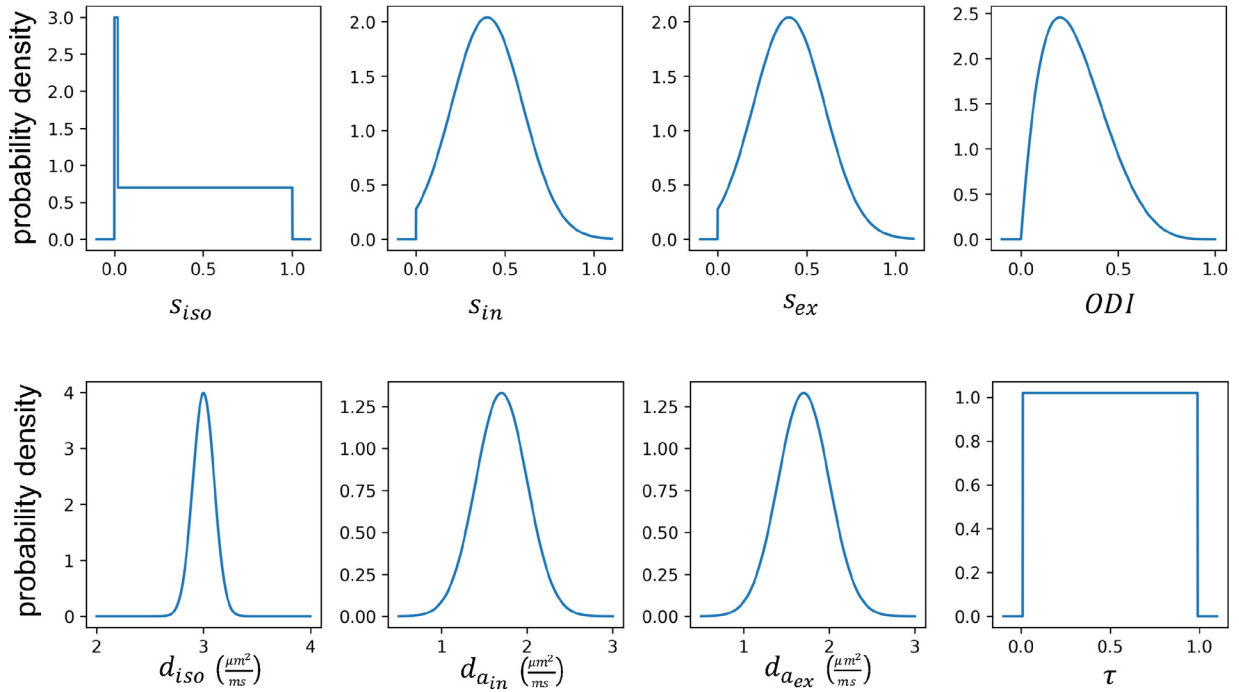 probability density
3.0
2.5
2.0
1.5
1.0
0.5
0.0
0.0 0.5 1.0
s_iso
2.0
1.5
1.0
0.5
0.0
0.0 0.5 1.0
s_in
2.0
1.5
1.0
0.5
0.0
0.0 0.5 1.0
s_ex
2.5
2.0
1.5
1.0
0.5
0.0
0.0 0.5 1.0
ODI
probability density
4
3
2
1
0
2 3 4
d_iso (μm²/ms)
1.25
1.00
0.75
0.50
0.25
0.00
1 2 3
d_a_in (μm²/ms)
1.25
1.00
0.75
0.50
0.25
0.00
1 2 3
d_a_ex (μm²/ms)
1.0
0.8
0.6
0.4
0.2
0.0
0.0 0.5 1.0
τ